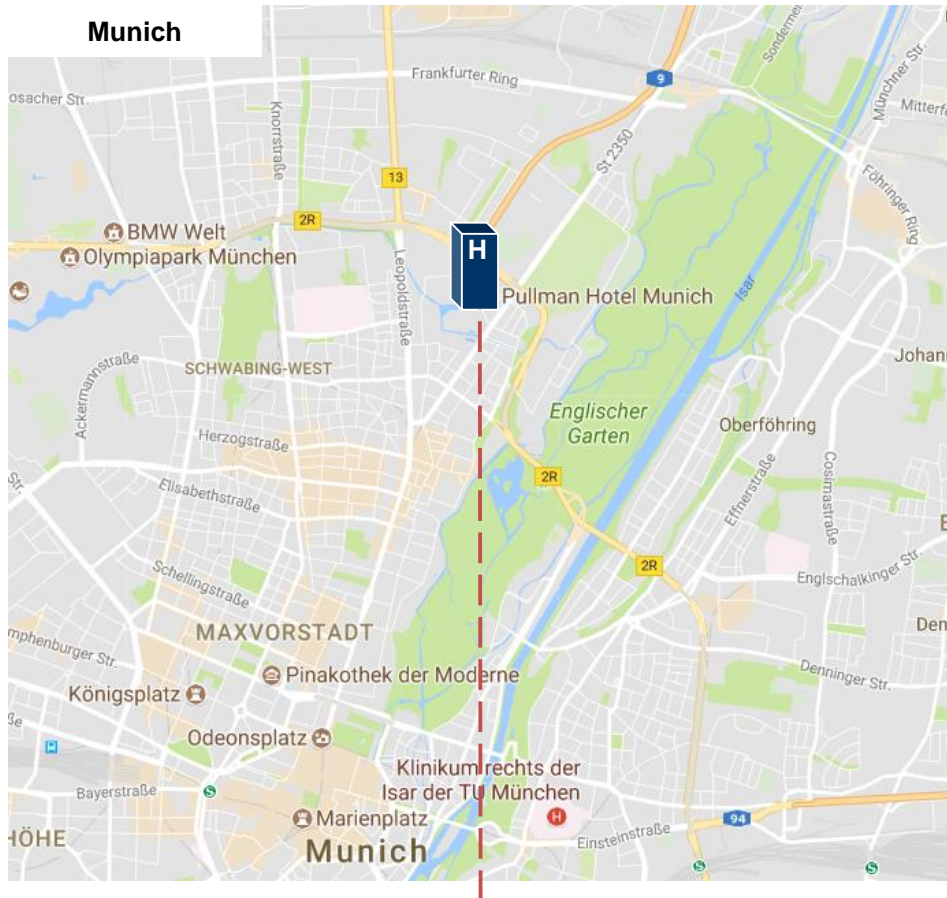 Munich
Sonderme
Frankfurter Ring
9
osacher Str.
Münchner Str.
Mitterfe
Knorrstraße
St 2350
13
Föhringer Ring
2R
BMW Welt
Olympiapark München
Leopoldstraße
H
Isar
Pullman Hotel Munich
Ackermannstraße
SCHWABING-WEST
Johann
Englischer
Garten
Oberföhring
Herzogstraße
Str.
2R
Elisabethstraße
Effnerstraße
Cosimastraße
E
Schellingstraße
2R
Englschalkinger Str.
MAXVORSTADT
Den
mphenburger Str.
Pinakothek der Moderne
Denninger Str.
Königsplatz
ße
Odeonsplatz
Klinikum rechts der
Isar der TU München
Bayerstraße
S
Marienplatz
H
94
HÖHE
Einsteinstraße
Munich
S
S